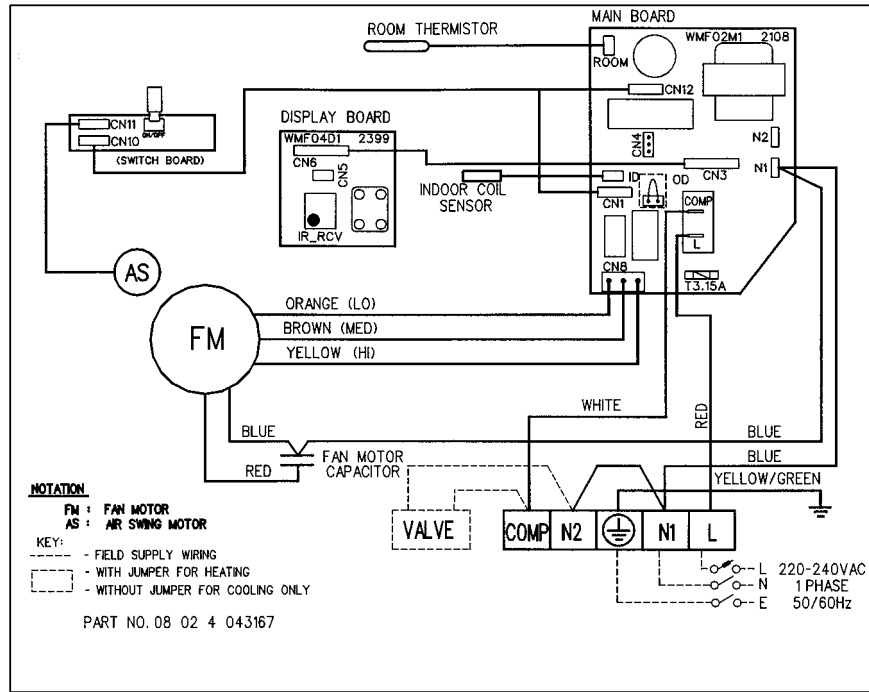 MAIN BOARD
ROOM THERMISTOR
WMF02M1 2108
ROOM
CN12
CN11
ON/OFF
CN10
(SWITCH BOARD)
DISPLAY BOARD
WMF04D1 2399
CN6
CN5
IR_RCV
CN4
N2
N1
CN3
INDOOR COIL
SENSOR
ID
OD
CN1
COMP
L
CN8
T3.15A
AS
FM
ORANGE (LO)
BROWN (MED)
YELLOW (HI)
WHITE
RED
BLUE
BLUE
RED
FAN MOTOR
CAPACITOR
BLUE
YELLOW/GREEN
VALVE
COMP N2 N1 L
L 220-240VAC
N 1 PHASE
E 50/60Hz
NOTATION
FM : FAN MOTOR
AS : AIR SWING MOTOR
KEY:
- FIELD SUPPLY WIRING
- WITH JUMPER FOR HEATING
- WITHOUT JUMPER FOR COOLING ONLY
PART NO. 08 02 4 043167